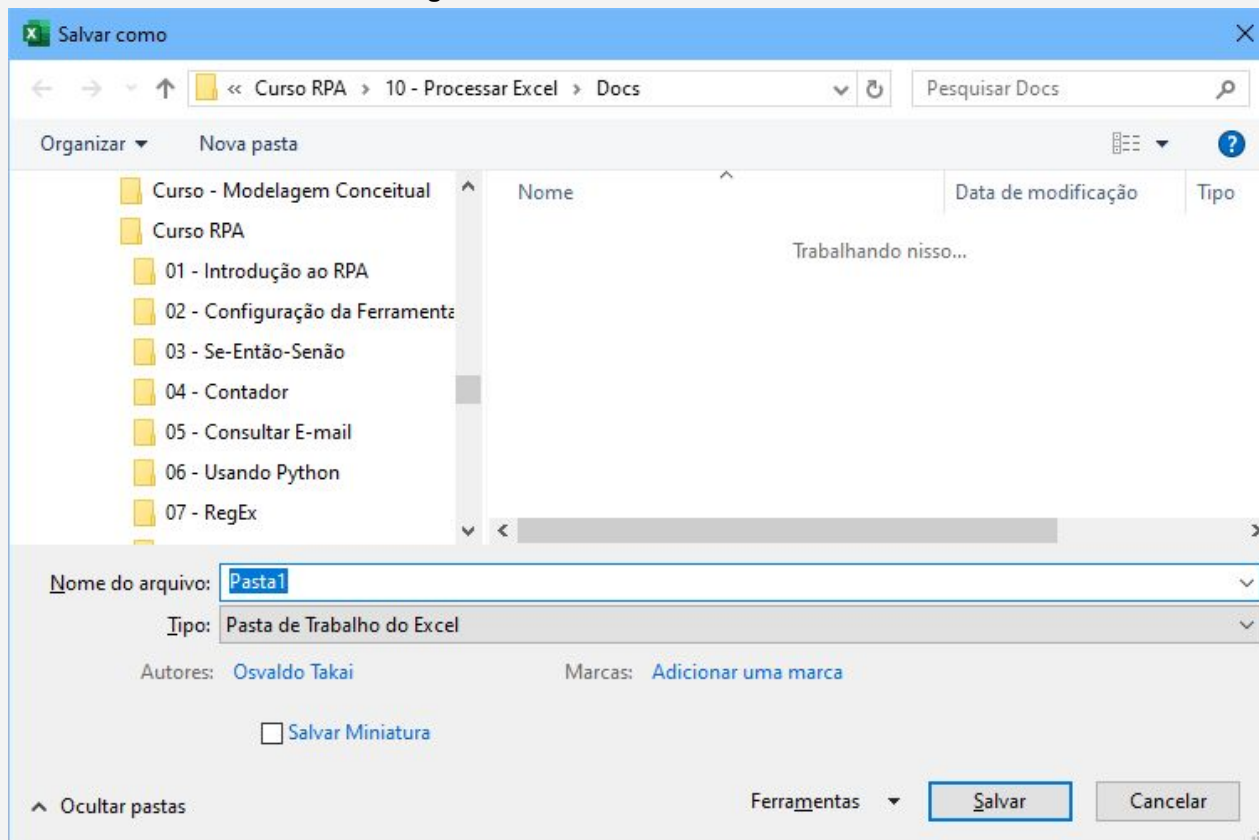 Salvar como
« Curso RPA › 10 - Processar Excel › Docs
Pesquisar Docs
Organizar
Nova pasta
Curso - Modelagem Conceitual
Curso RPA
01 - Introdução ao RPA
02 - Configuração da Ferramenta
03 - Se-Então-Senão
04 - Contador
05 - Consultar E-mail
06 - Usando Python
07 - RegEx
Nome
Data de modificação
Tipo
Trabalhando nisso...
Nome do arquivo: Pasta1
Tipo: Pasta de Trabalho do Excel
Autores: Osvaldo Takai
Marcas: Adicionar uma marca
Salvar Miniatura
Ocultar pastas
Ferramentas
Salvar
Cancelar